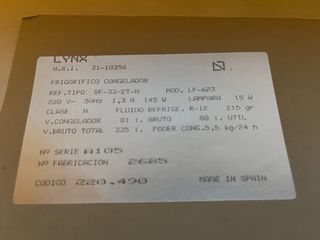 LYNX
N.R.I. 31-10356
FRIGORIFICO CONGELADOR
REF.TIPO SF-33/2T-N MOD. LF-6P3
220 V- 50Hz 1,3 A 145 W LAMPARA 15 W
CLASE N FLUIDO REFRIGE. R-12 215 gr
V.CONGELADOR 81 l. BRUTO 80 l. UTIL
V.BRUTO TOTAL 335 l. PODER CONG.5,5 kg/24 h
Nº SERIE A105
Nº FABRICACION 2685
CODIGO 220.490 MADE IN SPAIN